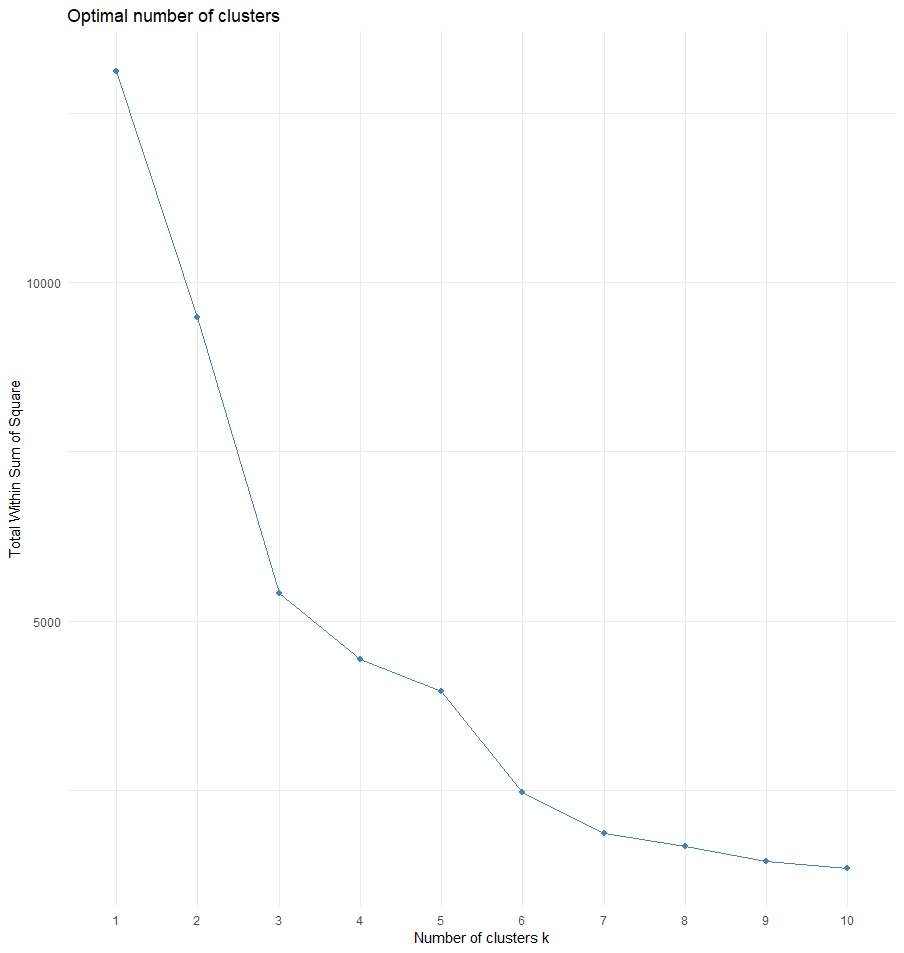 Optimal number of clusters
10000
5000
Total Within Sum of Square
1 2 3 4 5 6 7 8 9 10
Number of clusters k